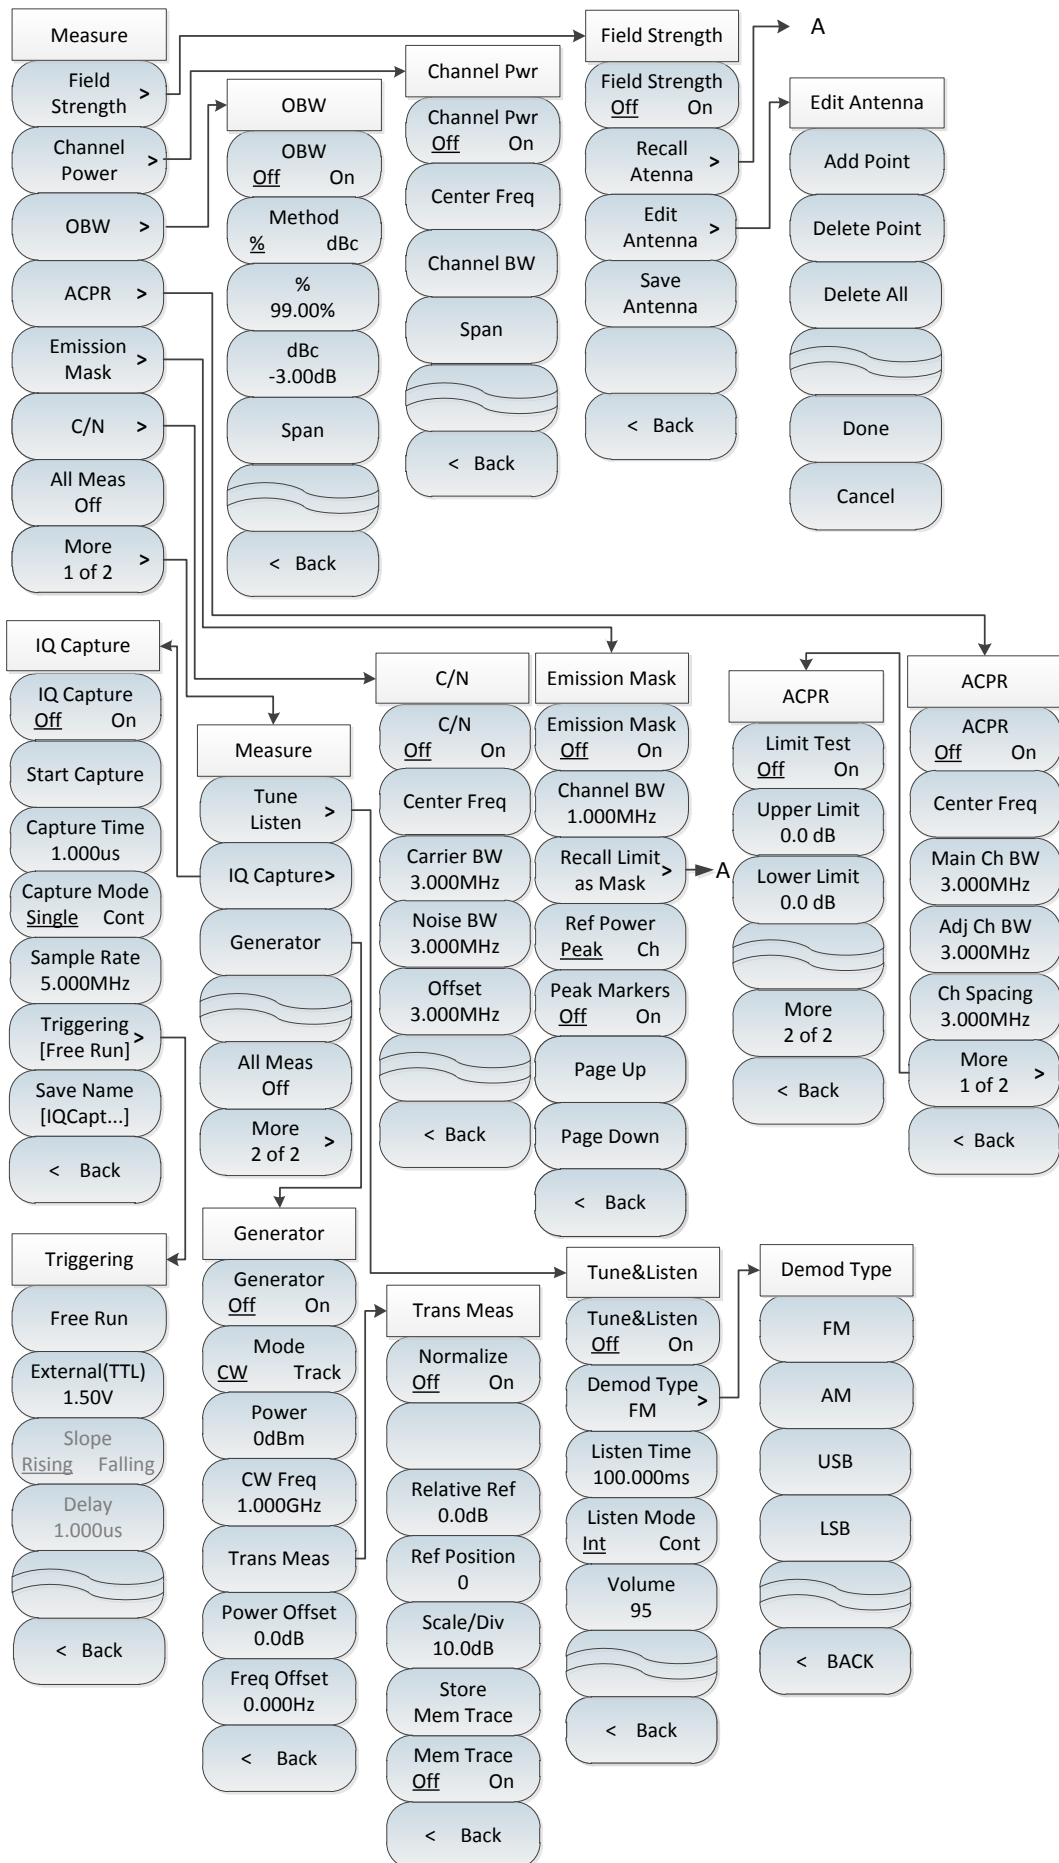 Measure
Field
Strength >
Channel
Power >
OBW >
ACPR >
Emission
Mask >
C/N >
All Meas
Off
More
1 of 2 >
OBW
OBW
Off On
Method
% dBc
%
99.00%
dBc
-3.00dB
Span
< Back
Channel Pwr
Channel Pwr
Off On
Center Freq
Channel BW
Span
< Back
Field Strength
Field Strength
Off On
Recall
Atenna >
Edit
Antenna >
Save
Antenna
< Back
A
Edit Antenna
Add Point
Delete Point
Delete All
Done
Cancel
IQ Capture
IQ Capture
Off On
Start Capture
Capture Time
1.000us
Capture Mode
Single Cont
Sample Rate
5.000MHz
Triggering
[Free Run] >
Save Name
[IQCapt...]
< Back
Measure
Tune
Listen >
IQ Capture>
Generator
All Meas
Off
More
2 of 2 >
C/N
C/N
Off On
Center Freq
Carrier BW
3.000MHz
Noise BW
3.000MHz
Offset
3.000MHz
< Back
Emission Mask
Emission Mask
Off On
Channel BW
1.000MHz
Recall Limit
as Mask >
A
Ref Power
Peak Ch
Peak Markers
Off On
Page Up
Page Down
< Back
ACPR
Limit Test
Off On
Upper Limit
0.0 dB
Lower Limit
0.0 dB
More
2 of 2
< Back
ACPR
ACPR
Off On
Center Freq
Main Ch BW
3.000MHz
Adj Ch BW
3.000MHz
Ch Spacing
3.000MHz
More
1 of 2 >
< Back
Triggering
Free Run
External(TTL)
1.50V
Slope
Rising Falling
Delay
1.000us
< Back
Generator
Generator
Off On
Mode
CW Track
Power
0dBm
CW Freq
1.000GHz
Trans Meas
Power Offset
0.0dB
Freq Offset
0.000Hz
< Back
Trans Meas
Normalize
Off On
Relative Ref
0.0dB
Ref Position
0
Scale/Div
10.0dB
Store
Mem Trace
Mem Trace
Off On
< Back
Tune&Listen
Tune&Listen
Off On
Demod Type
FM >
Listen Time
100.000ms
Listen Mode
Int Cont
Volume
95
< Back
Demod Type
FM
AM
USB
LSB
< BACK